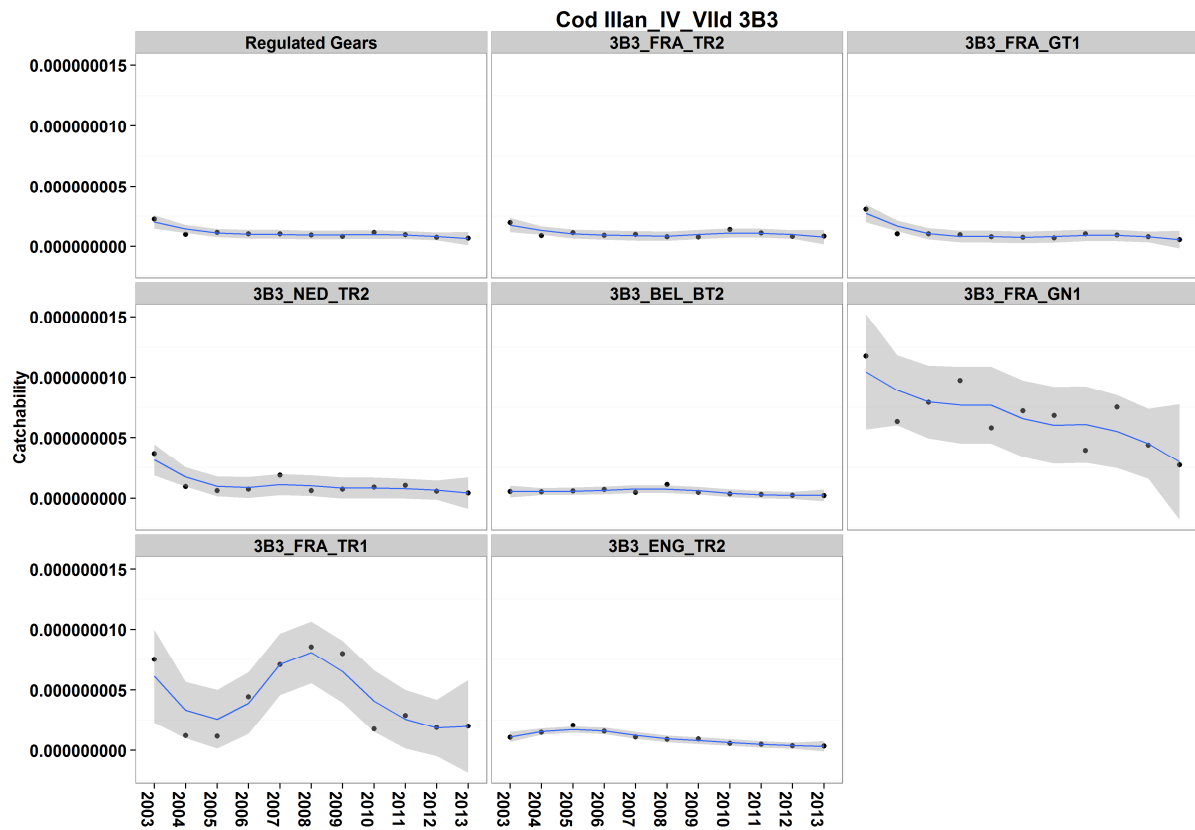 Cod IIIan_IV_VIId 3B3
Regulated Gears
3B3_FRA_TR2
3B3_FRA_GT1
0.000000015
0.000000010
0.000000005
0.000000000
3B3_NED_TR2
3B3_BEL_BT2
3B3_FRA_GN1
0.000000015
0.000000010
0.000000005
0.000000000
Catchability
3B3_FRA_TR1
3B3_ENG_TR2
0.000000015
0.000000010
0.000000005
0.000000000
2003 2004 2005 2006 2007 2008 2009 2010 2011 2012 2013
2003 2004 2005 2006 2007 2008 2009 2010 2011 2012 2013